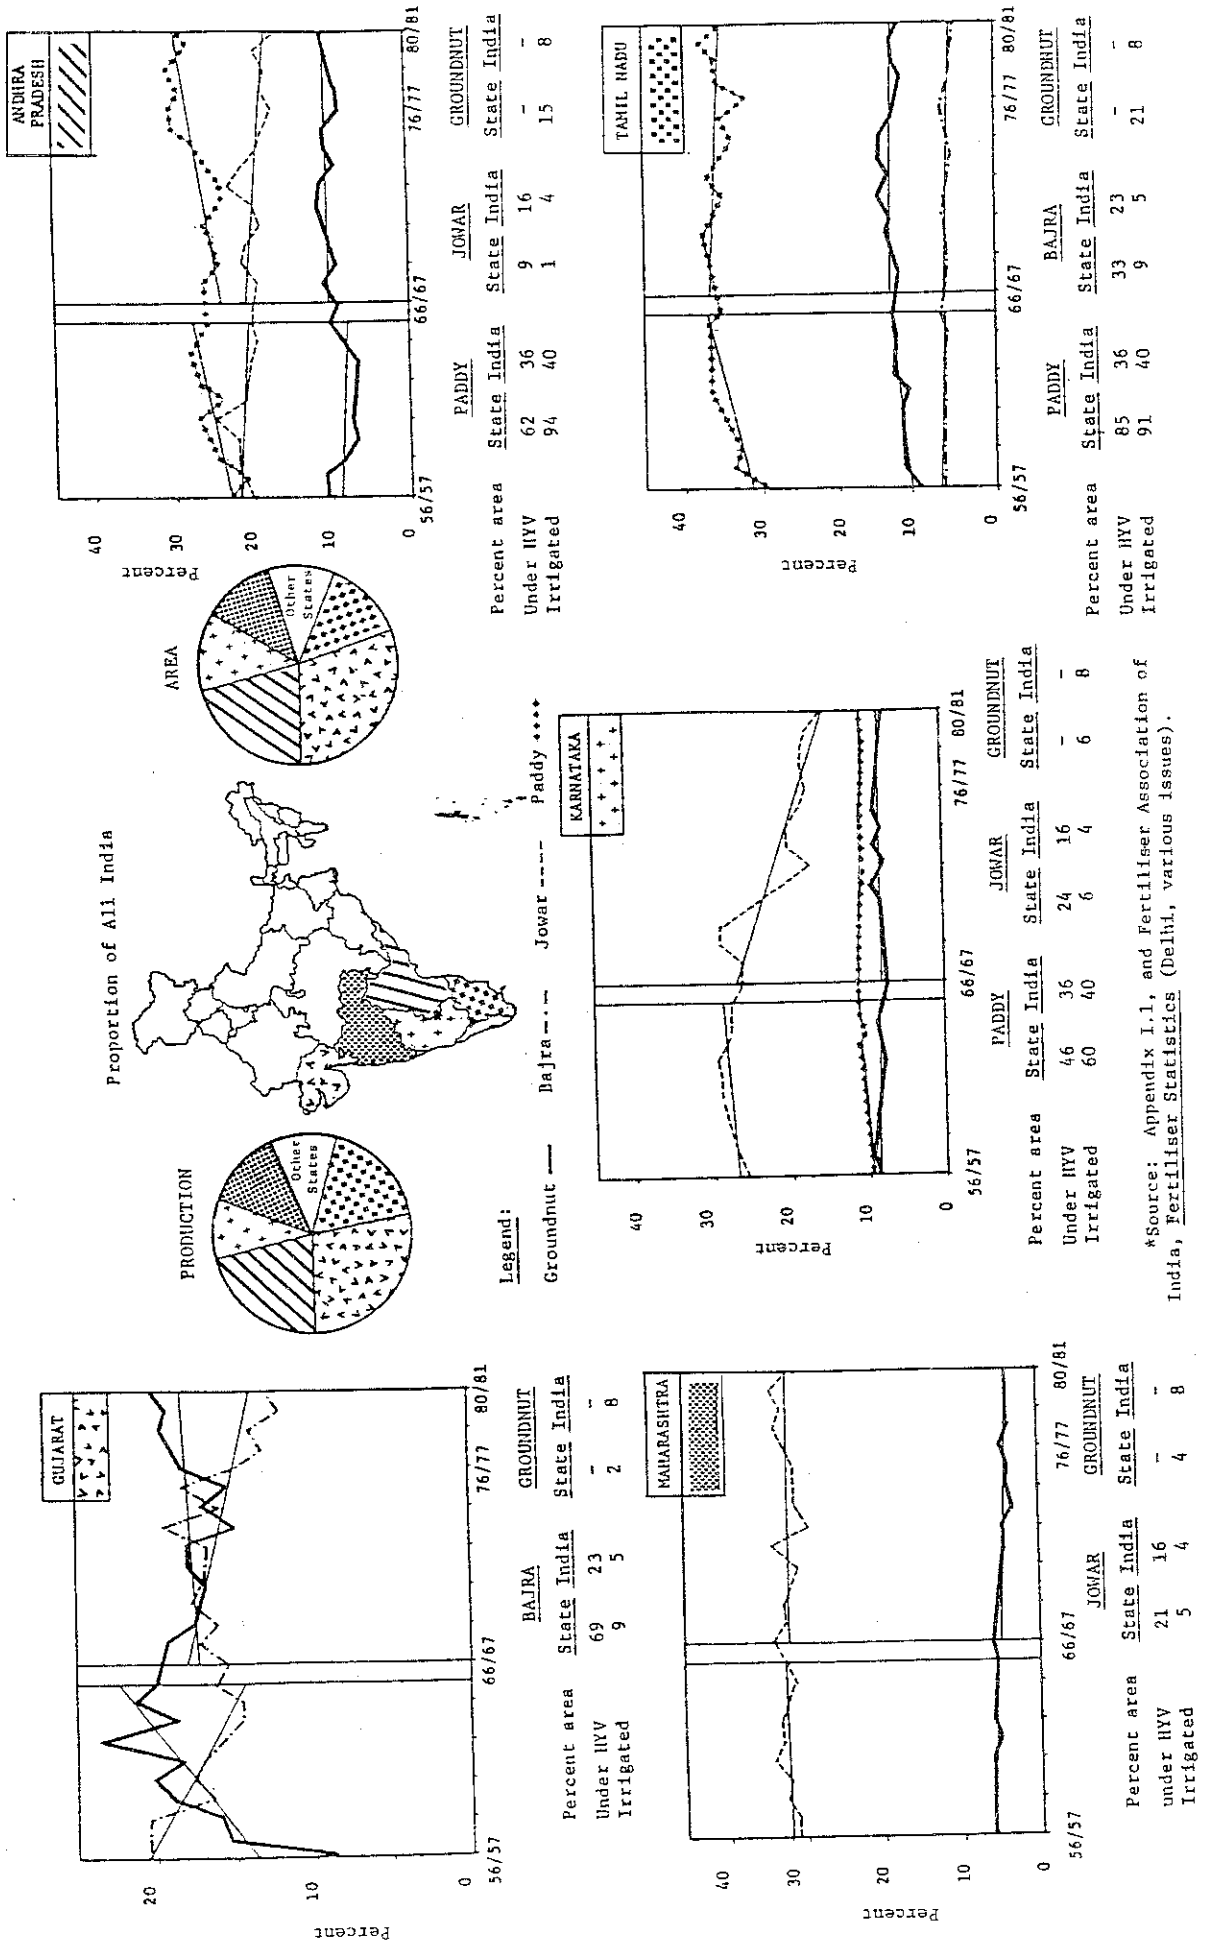 Proportion of All India
PRODUCTION
Other
States
AREA
Other
States
Legend:
Groundnut —— Bajra —·— Jowar ---- Paddy ++++
GUJARAT
Percent
20
10
0
56/57 66/67 76/77 80/81
BAJRA GROUNDNUT
Percent area State India State India
Under HYV 69 23 - -
Irrigated 9 5 2 8
ANDHRA
PRADESH
Percent
40
30
20
10
0
56/57 66/67 76/77 80/81
PADDY JOWAR GROUNDNUT
Percent area State India State India State India
Under HYV 62 36 9 16 - -
Irrigated 94 40 1 4 15 8
MAHARASHTRA
Percent
40
30
20
10
0
56/57 66/67 76/77 80/81
JOWAR GROUNDNUT
Percent area State India State India
under HYV 21 16 - -
Irrigated 5 4 4 8
KARNATAKA
Percent
40
30
20
10
0
56/57 66/67 76/77 80/81
PADDY JOWAR GROUNDNUT
Percent area State India State India State India
Under HYV 46 36 24 16 - -
Irrigated 60 40 6 4 6 8
TAMIL NADU
Percent
40
30
20
10
0
56/57 66/67 76/77 80/81
PADDY BAJRA GROUNDNUT
Percent area State India State India State India
Under HYV 85 36 33 23 - -
Irrigated 91 40 9 5 21 8
*Source: Appendix I.1, and Fertiliser Association of
India, Fertiliser Statistics (Delhi, various issues).